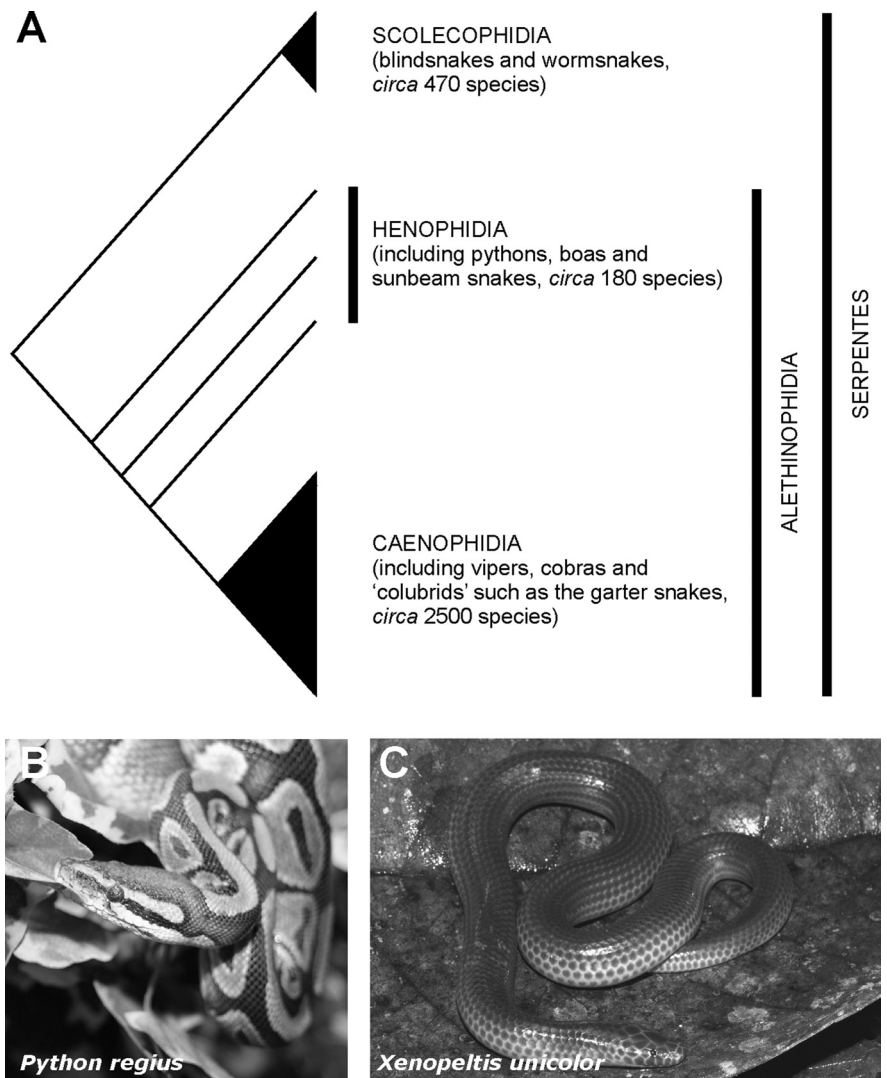 A
SCOLECOPHIDIA
(blindsnakes and wormsnakes,
circa 470 species)
HENOPHIDIA
(including pythons, boas and
sunbeam snakes, circa 180 species)
CAENOPHIDIA
(including vipers, cobras and
‘colubrids’ such as the garter snakes,
circa 2500 species)
ALETHINOPHIDIA
SERPENTES
B
Python regius
C
Xenopeltis unicolor